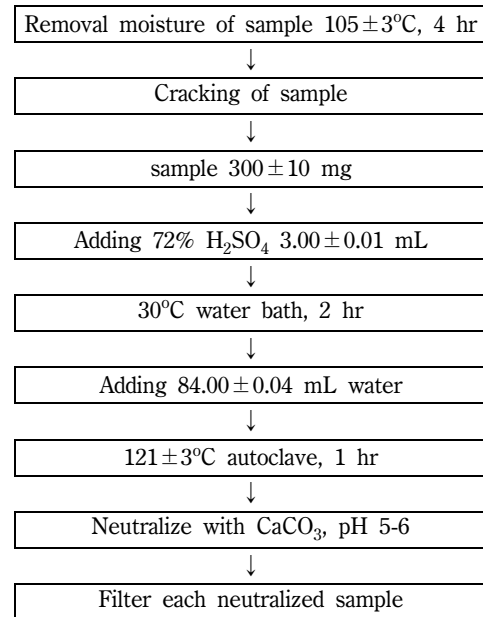 Removal moisture of sample 105±3°C, 4 hr
↓
Cracking of sample
↓
sample 300±10 mg
↓
Adding 72% H₂SO₄ 3.00±0.01 mL
↓
30°C water bath, 2 hr
↓
Adding 84.00±0.04 mL water
↓
121±3°C autoclave, 1 hr
↓
Neutralize with CaCO₃, pH 5-6
↓
Filter each neutralized sample